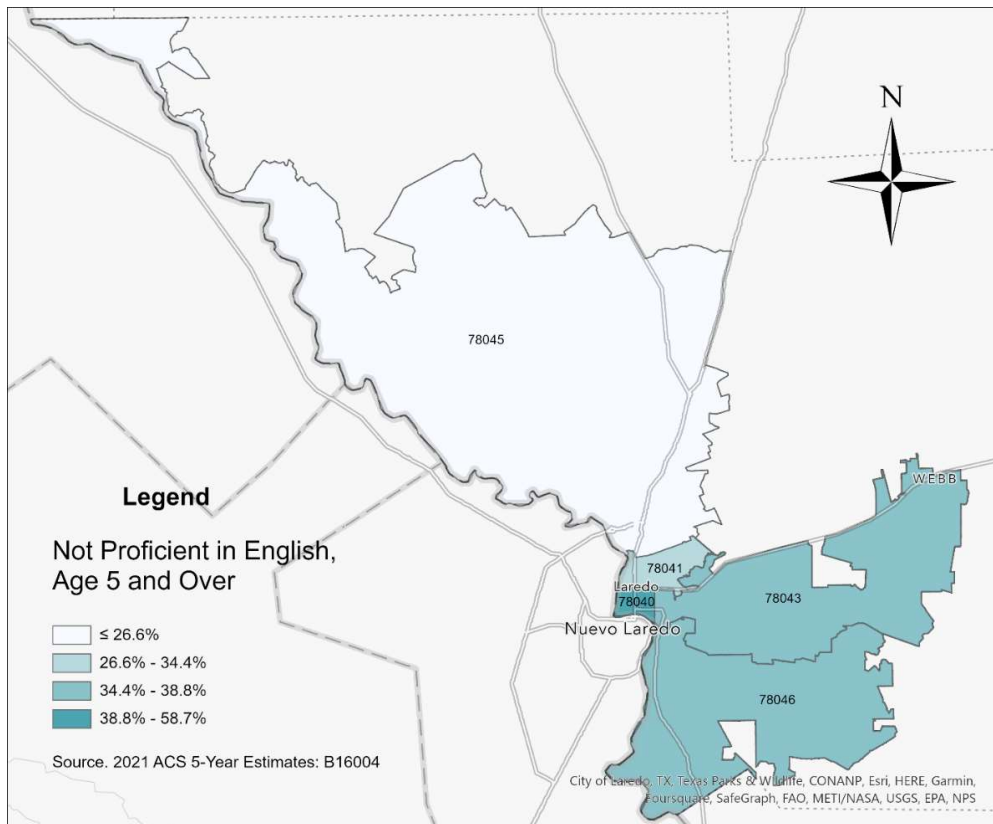 N
78045
WEBB
78041
Laredo
78040
78043
Nuevo Laredo
78046
Legend
Not Proficient in English,
Age 5 and Over
≤ 26.6%
26.6% - 34.4%
34.4% - 38.8%
38.8% - 58.7%
Source. 2021 ACS 5-Year Estimates: B16004
City of Laredo, TX, Texas Parks & Wildlife, CONANP, Esri, HERE, Garmin,
Foursquare, SafeGraph, FAO, METI/NASA, USGS, EPA, NPS